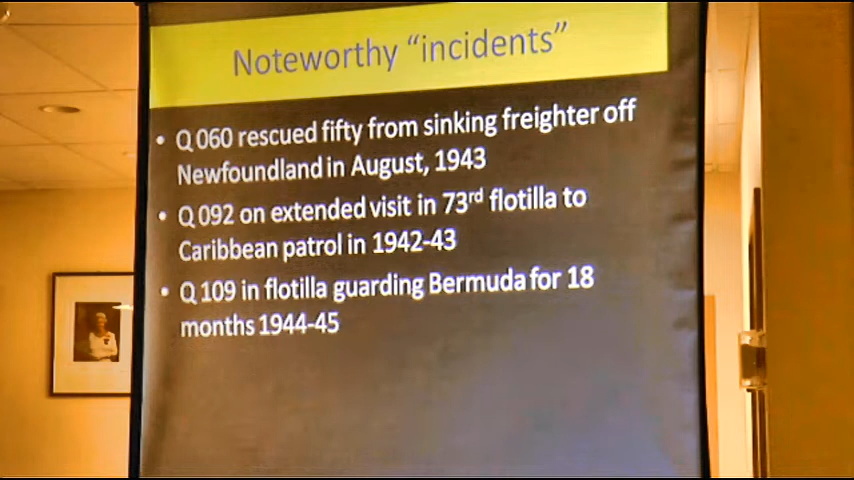 Noteworthy “incidents”
• Q 060 rescued fifty from sinking freighter off
Newfoundland in August, 1943
• Q 092 on extended visit in 73rd flotilla to
Caribbean patrol in 1942-43
• Q 109 in flotilla guarding Bermuda for 18
months 1944-45